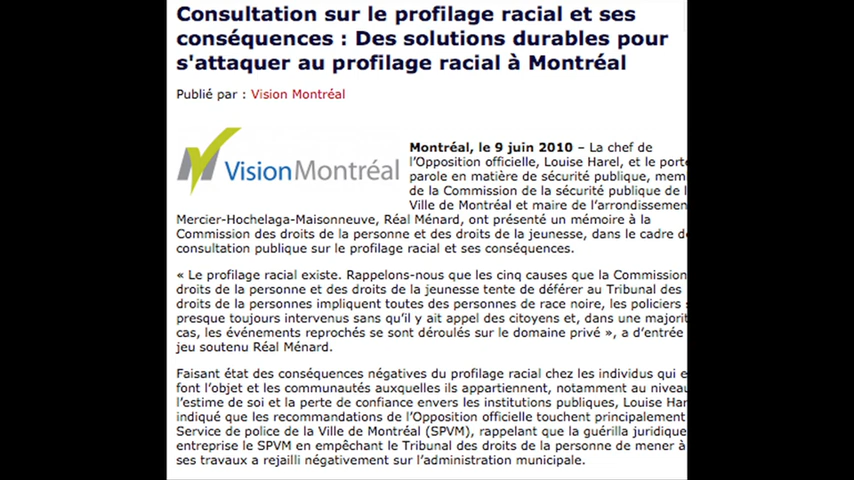 Consultation sur le profilage racial et ses
conséquences : Des solutions durables pour
s'attaquer au profilage racial à Montréal
Publié par : Vision Montréal
VisionMontréal
Montréal, le 9 juin 2010 – La chef de
l'Opposition officielle, Louise Harel, et le porte
parole en matière de sécurité publique, mem
de la Commission de la sécurité publique de l
Ville de Montréal et maire de l'arrondissemen
Mercier-Hochelaga-Maisonneuve, Réal Ménard, ont présenté un mémoire à la
Commission des droits de la personne et des droits de la jeunesse, dans le cadre d
consultation publique sur le profilage racial et ses conséquences.
« Le profilage racial existe. Rappelons-nous que les cinq causes que la Commission
droits de la personne et des droits de la jeunesse tente de déférer au Tribunal des
droits de la personnes impliquent toutes des personnes de race noire, les policiers
presque toujours intervenus sans qu'il y ait appel des citoyens et, dans une majorit
cas, les événements reprochés se sont déroulés sur le domaine privé », a d'entrée
jeu soutenu Réal Ménard.
Faisant état des conséquences négatives du profilage racial chez les individus qui e
font l'objet et les communautés auxquelles ils appartiennent, notamment au niveau
l'estime de soi et la perte de confiance envers les institutions publiques, Louise Har
indiqué que les recommandations de l'Opposition officielle touchent principalement
Service de police de la Ville de Montréal (SPVM), rappelant que la guérilla juridique
entreprise le SPVM en empêchant le Tribunal des droits de la personne de mener à
ses travaux a rejailli négativement sur l'administration municipale.